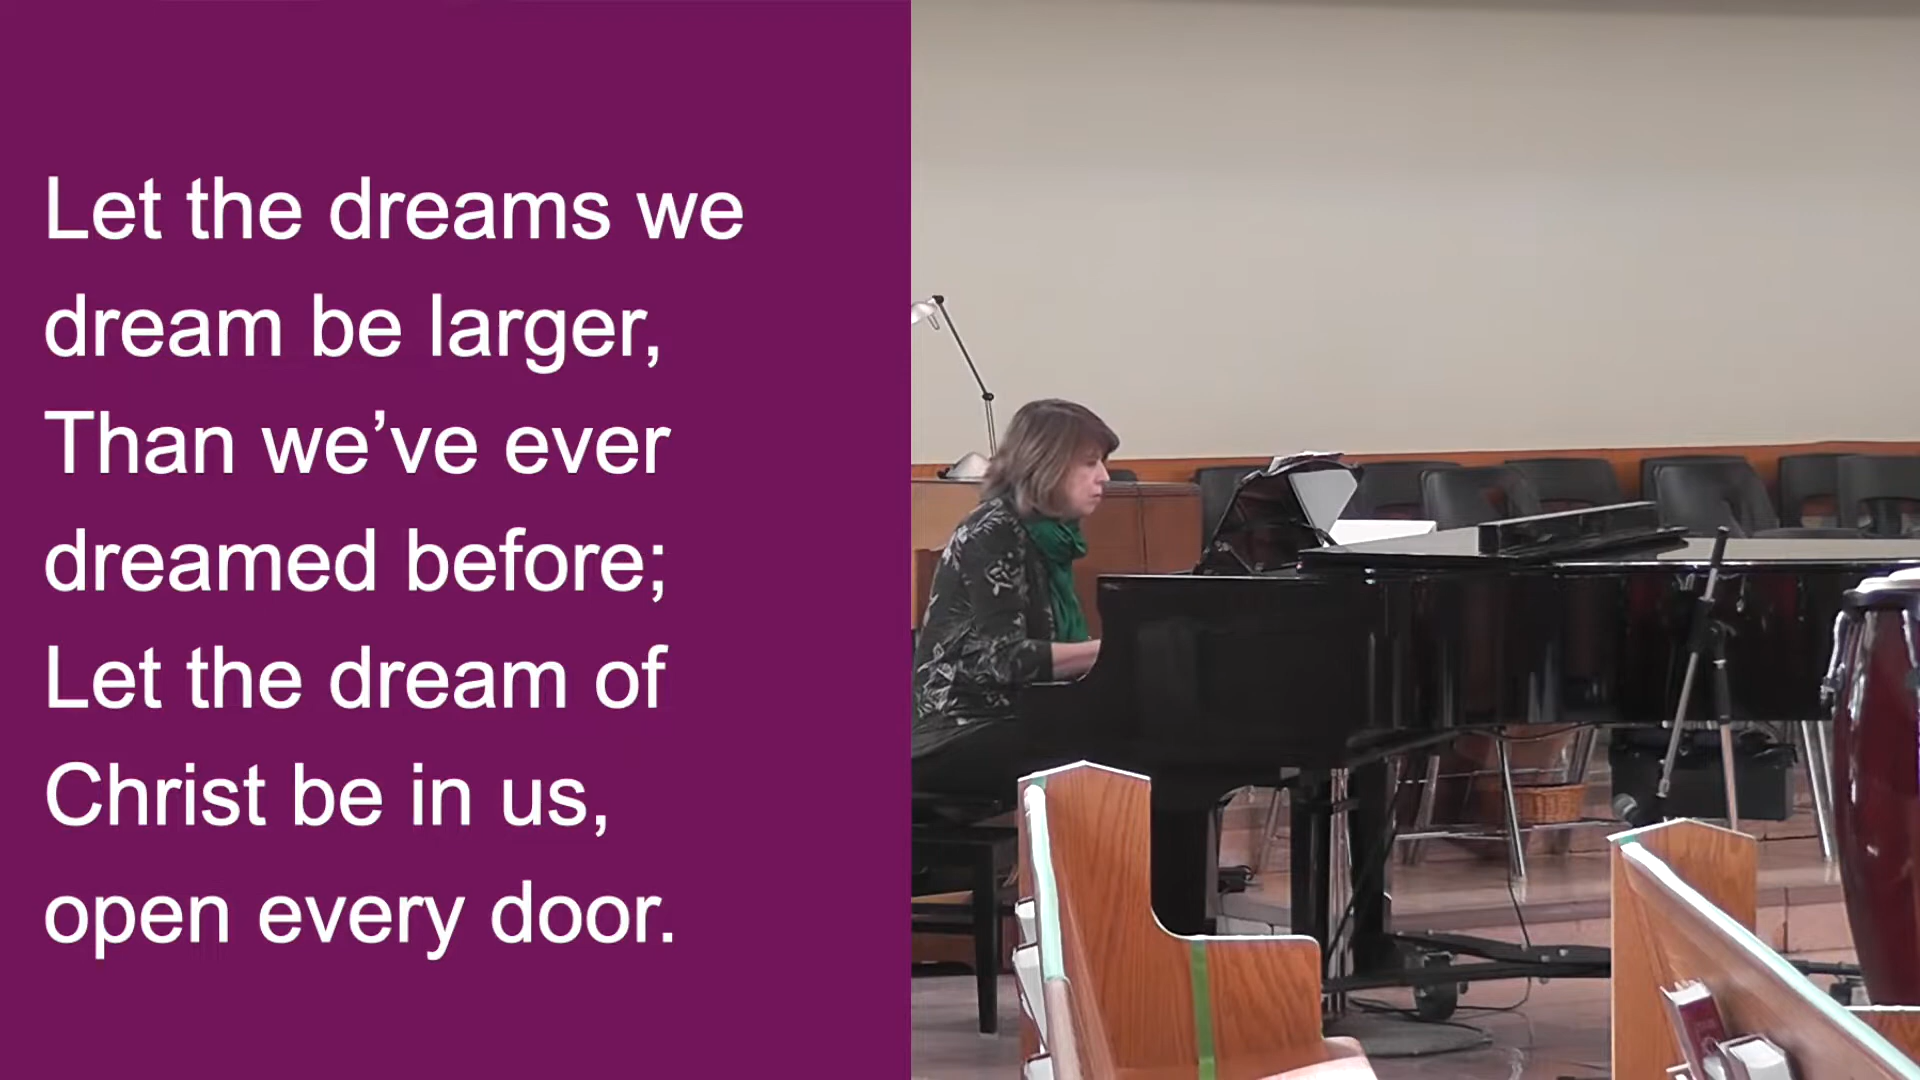 Let the dreams we
dream be larger,
Than we’ve ever
dreamed before;
Let the dream of
Christ be in us,
open every door.